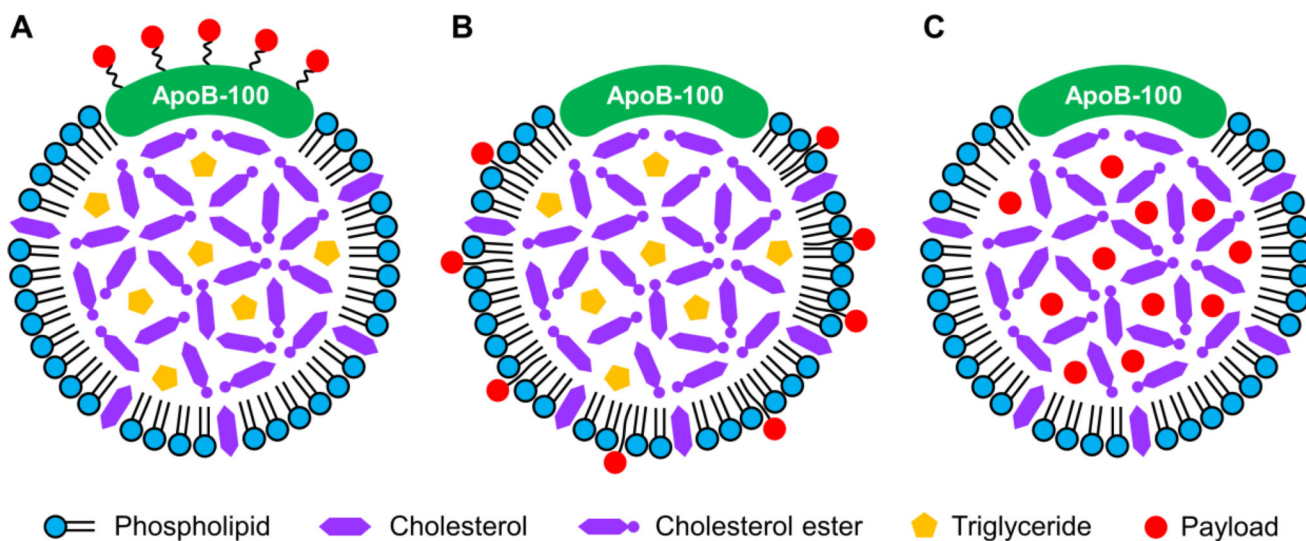 A
B
C
ApoB-100
ApoB-100
ApoB-100
Phospholipid
Cholesterol
Cholesterol ester
Triglyceride
Payload